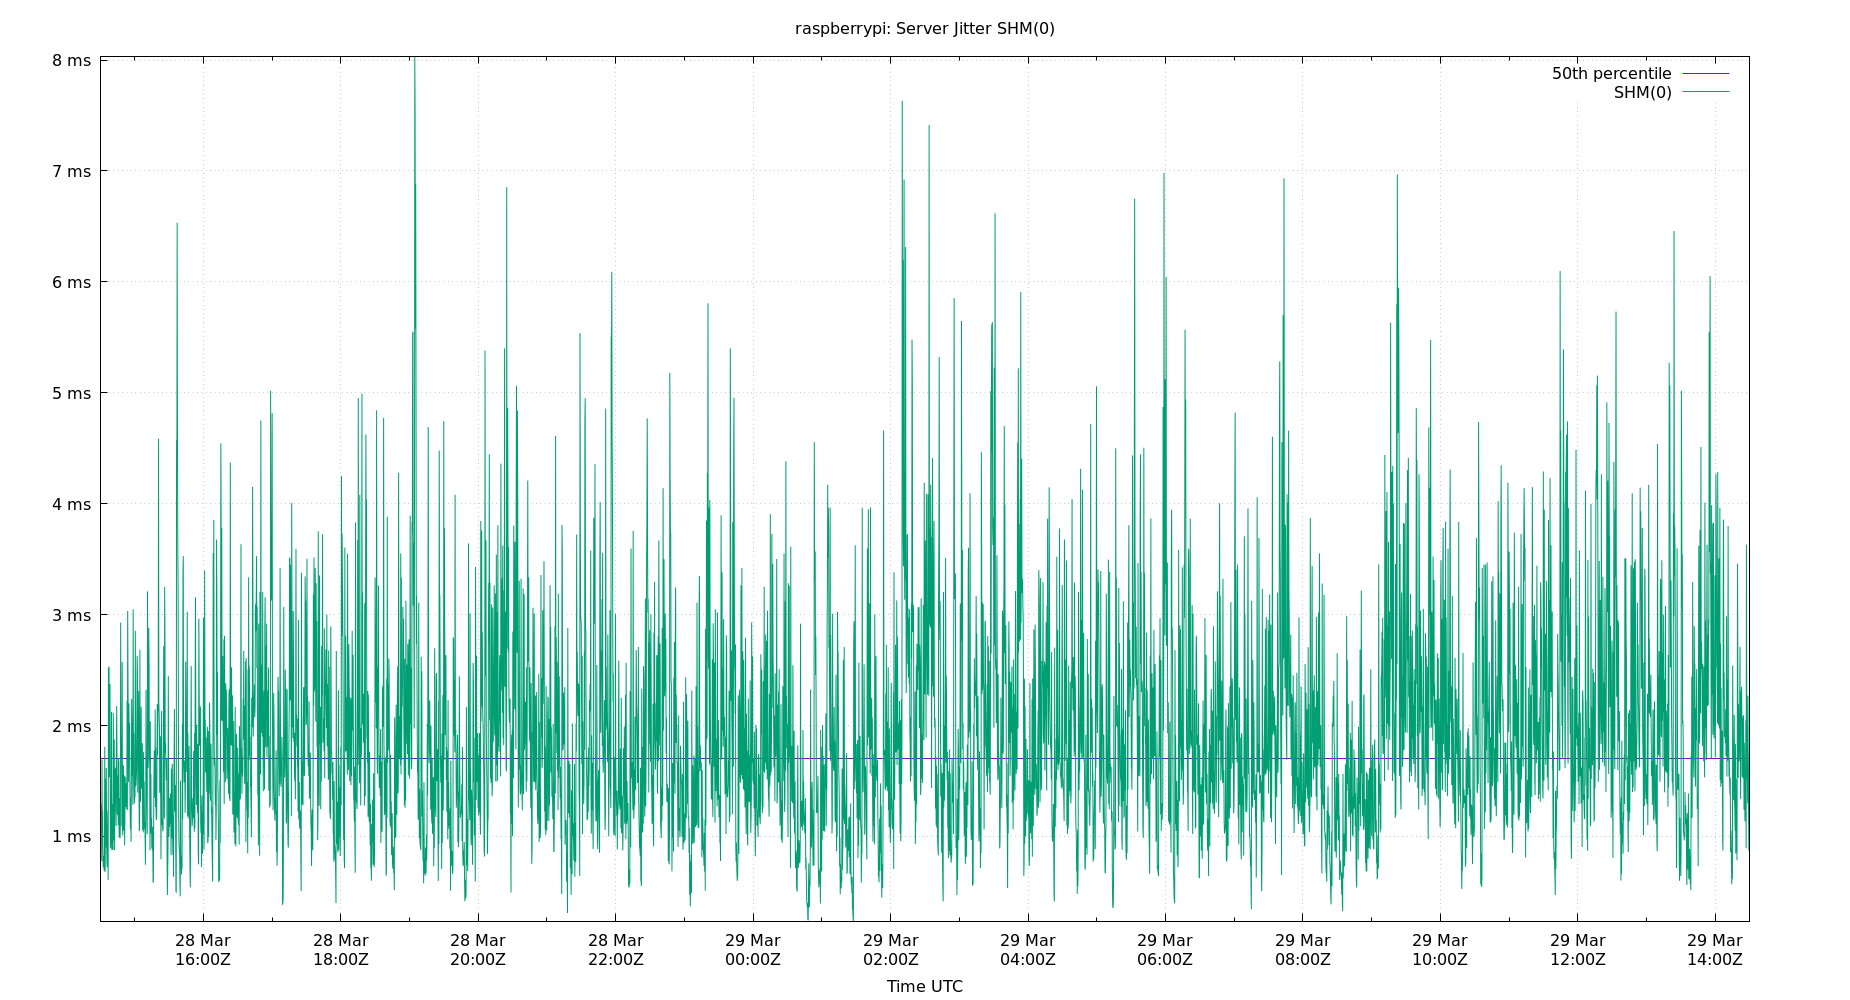 raspberrypi: Server Jitter SHM(0)
8 ms
7 ms
6 ms
5 ms
4 ms
3 ms
2 ms
1 ms
50th percentile
SHM(0)
28 Mar 28 Mar 28 Mar 28 Mar 29 Mar 29 Mar 29 Mar 29 Mar 29 Mar 29 Mar 29 Mar 29 Mar
16:00Z 18:00Z 20:00Z 22:00Z 00:00Z 02:00Z 04:00Z 06:00Z 08:00Z 10:00Z 12:00Z 14:00Z
Time UTC